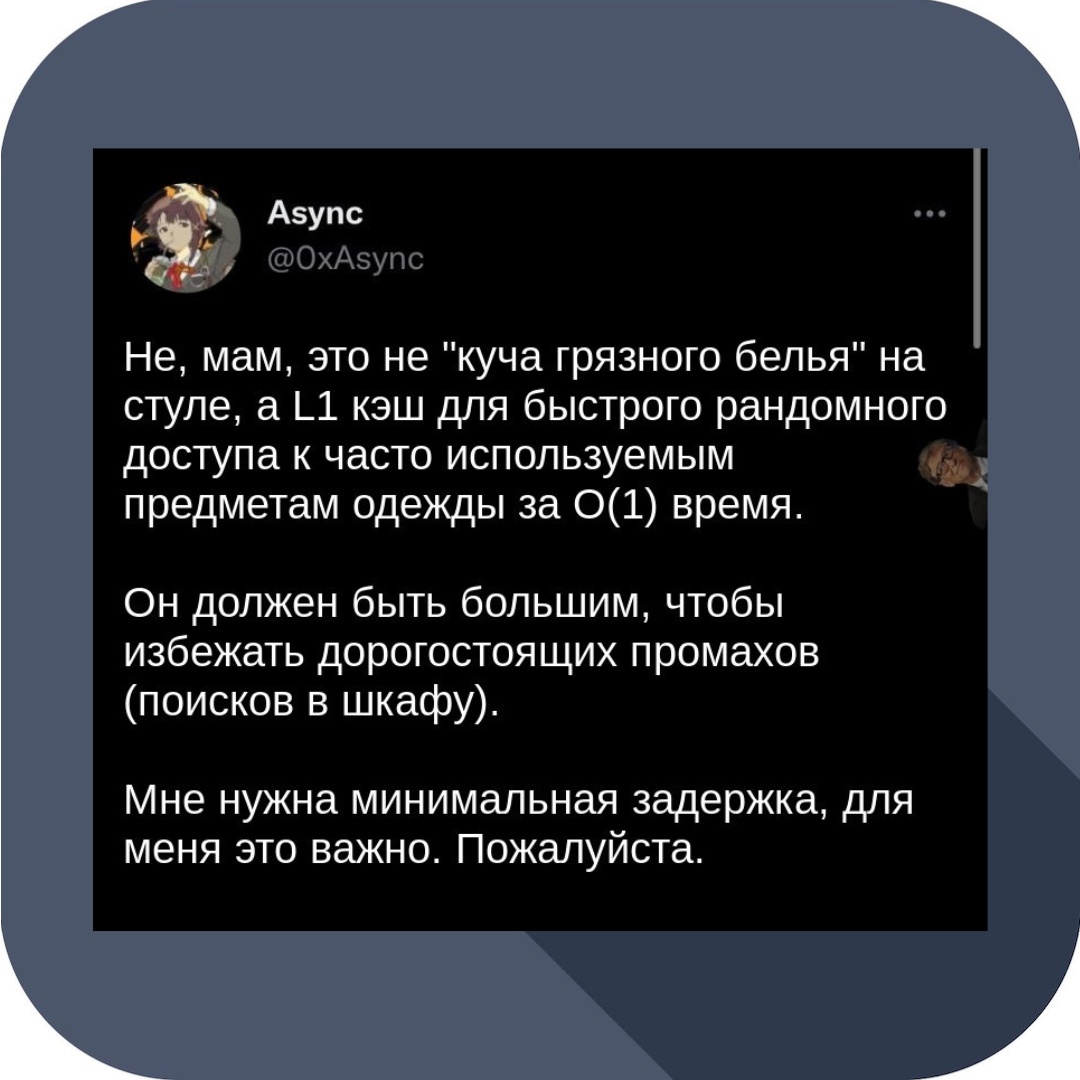 Async
@0xAsync
Не, мам, это не "куча грязного белья" на
стуле, а L1 кэш для быстрого рандомного
доступа к часто используемым
предметам одежды за O(1) время.
Он должен быть большим, чтобы
избежать дорогостоящих промахов
(поисков в шкафу).
Мне нужна минимальная задержка, для
меня это важно. Пожалуйста.